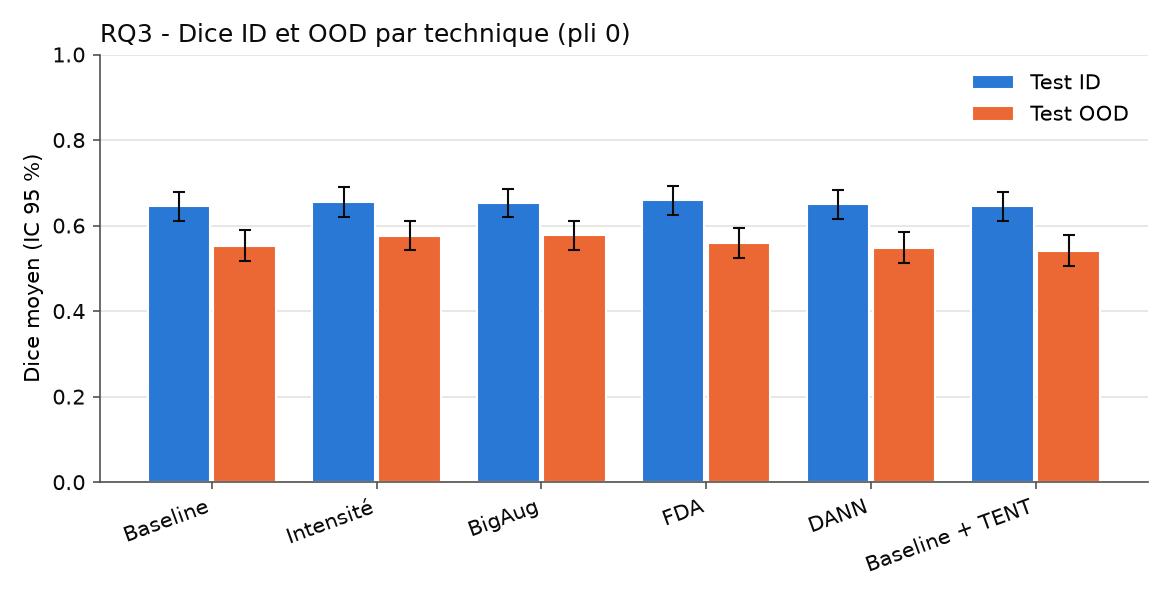 RQ3 - Dice ID et OOD par technique (pli 0)
Test ID
Test OOD
Dice moyen (IC 95 %)
1.0
0.8
0.6
0.4
0.2
0.0
Baseline
Intensité
BigAug
FDA
DANN
Baseline + TENT